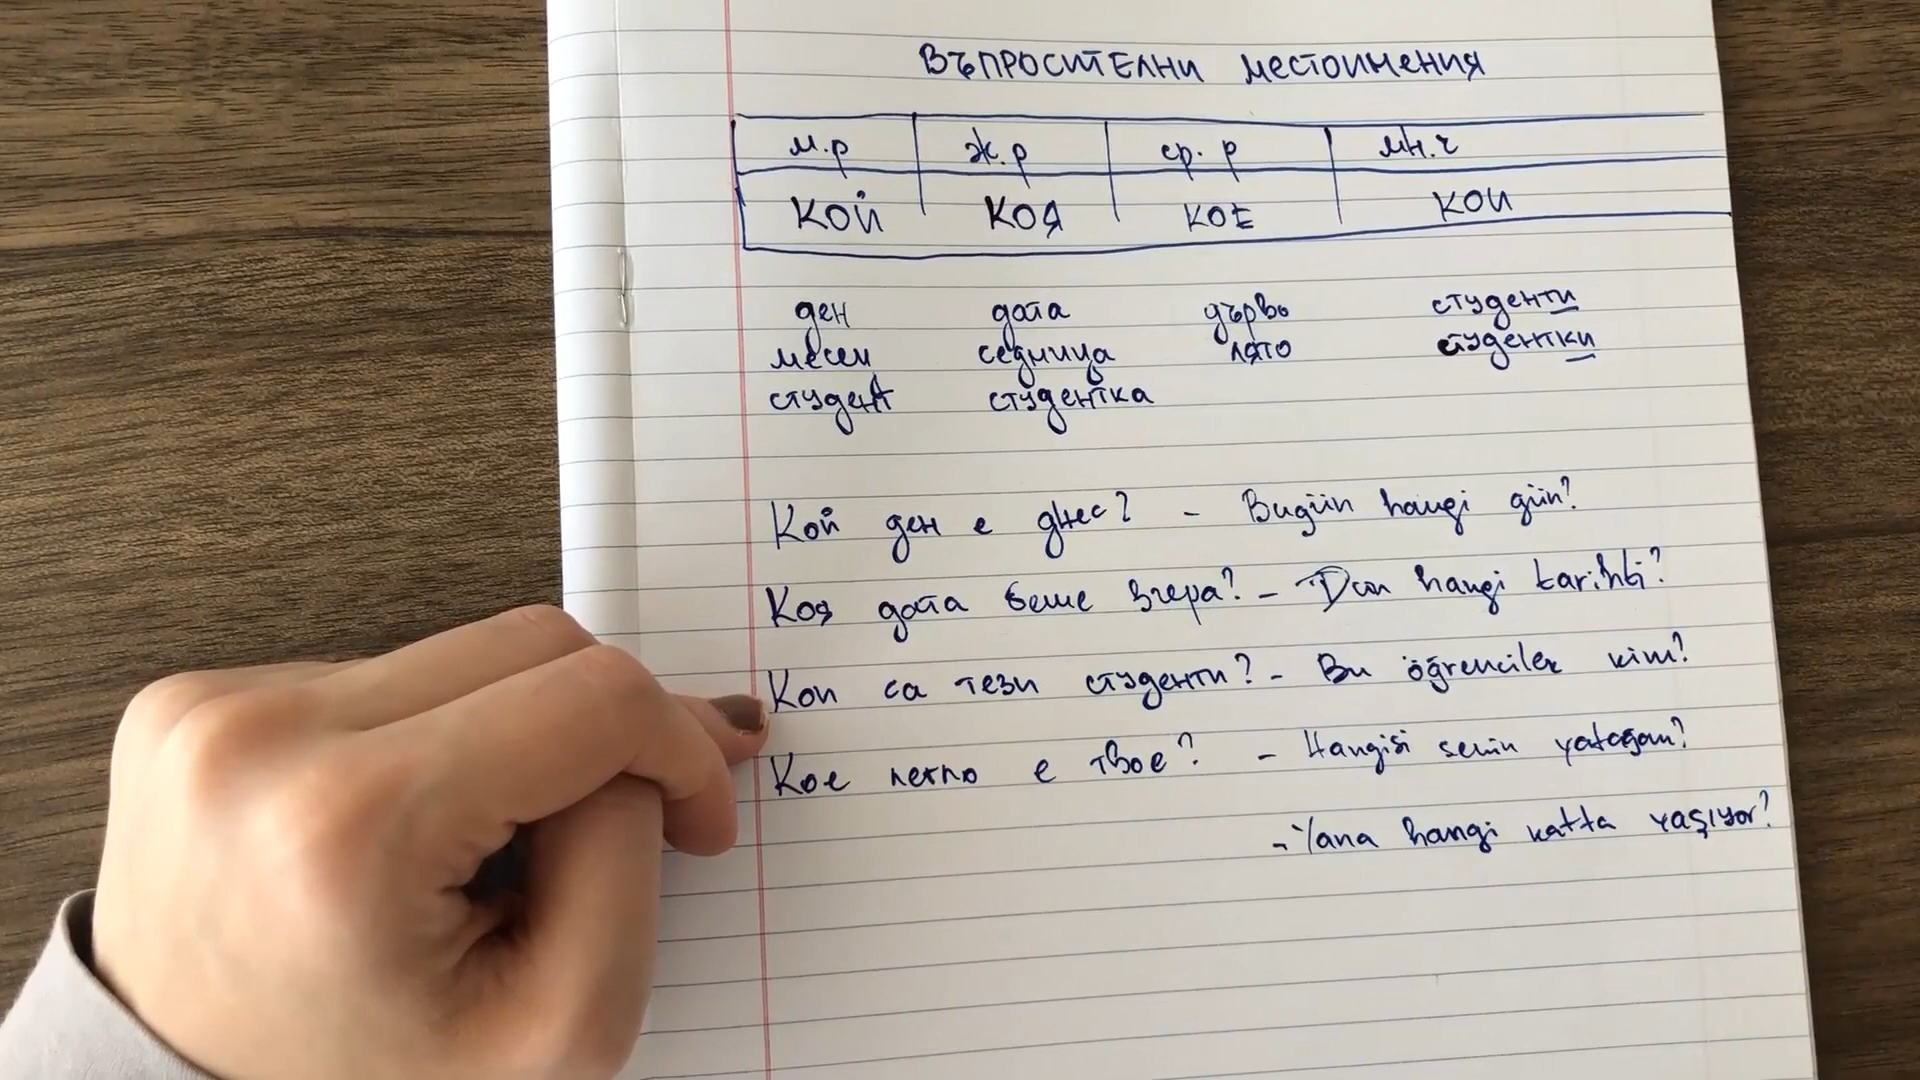 ВЪПРОСИТЕЛНИ местоимения
м.р ж.р ср.р мн.ч
КОЙ КОЯ КОЕ КОИ
ден дата дърво студенти
месец седмица лято студентки
студент студентка
Кой ден е днес? - Bugün hangi gün?
Коя дата беше вчера? - Dün hangi tarihti?
Кои са тези студенти? - Bu öğrenciler kim?
Кое легло е твое? - Hangisi senin yatağın?
- Yana hangi katta yaşıyor?